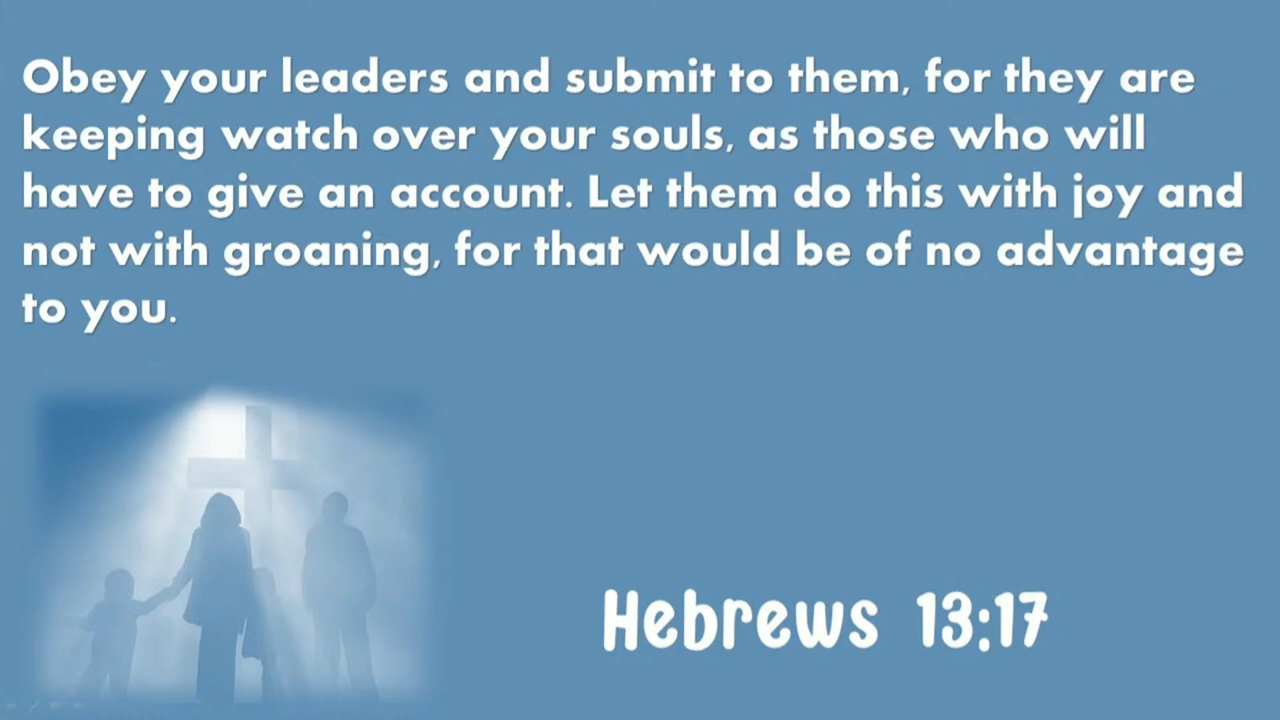 Obey your leaders and submit to them, for they are
keeping watch over your souls, as those who will
have to give an account. Let them do this with joy and
not with groaning, for that would be of no advantage
to you.
Hebrews 13:17